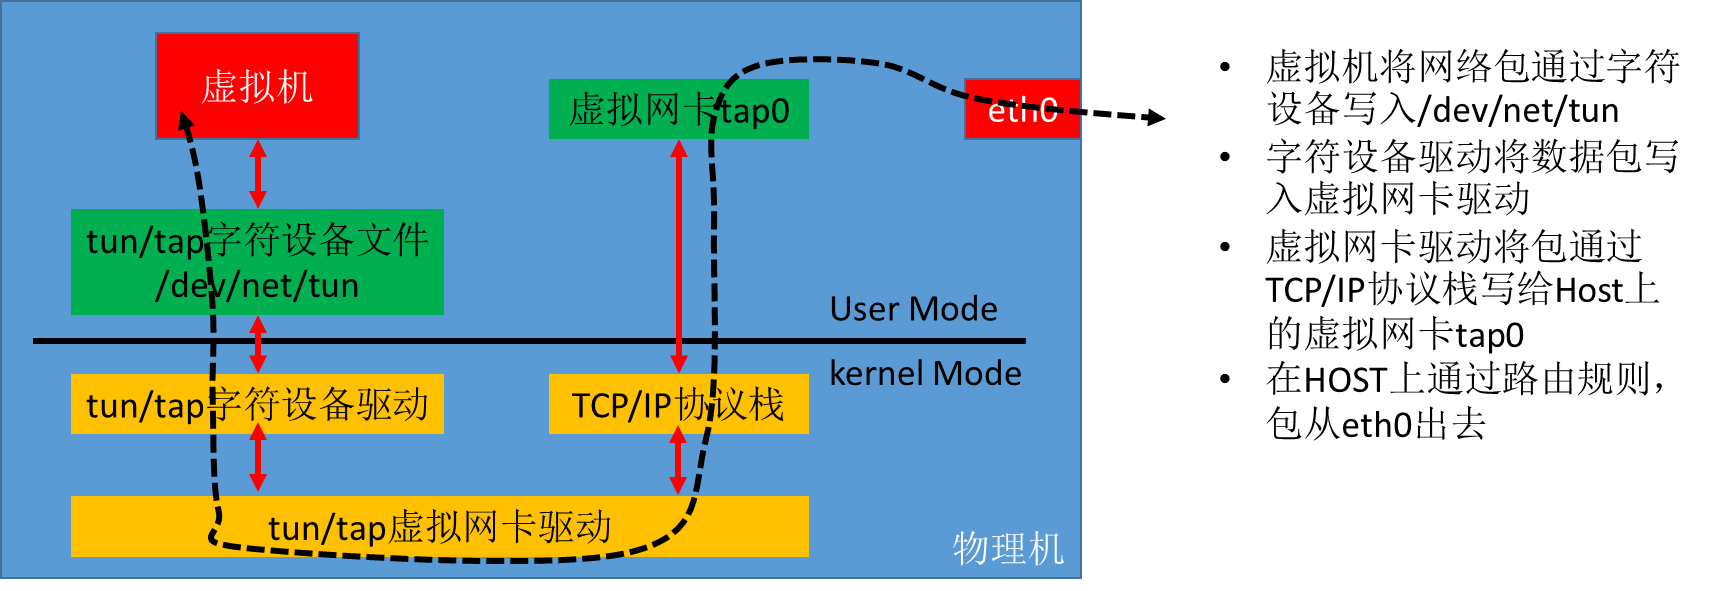 虚拟机
虚拟网卡tap0
eth0
tun/tap字符设备文件
/dev/net/tun
User Mode
kernel Mode
tun/tap字符设备驱动
TCP/IP协议栈
tun/tap虚拟网卡驱动
物理机
• 虚拟机将网络包通过字符
设备写入/dev/net/tun
• 字符设备驱动将数据包写
入虚拟网卡驱动
• 虚拟网卡驱动将包通过
TCP/IP协议栈写给Host上
的虚拟网卡tap0
• 在HOST上通过路由规则，
包从eth0出去